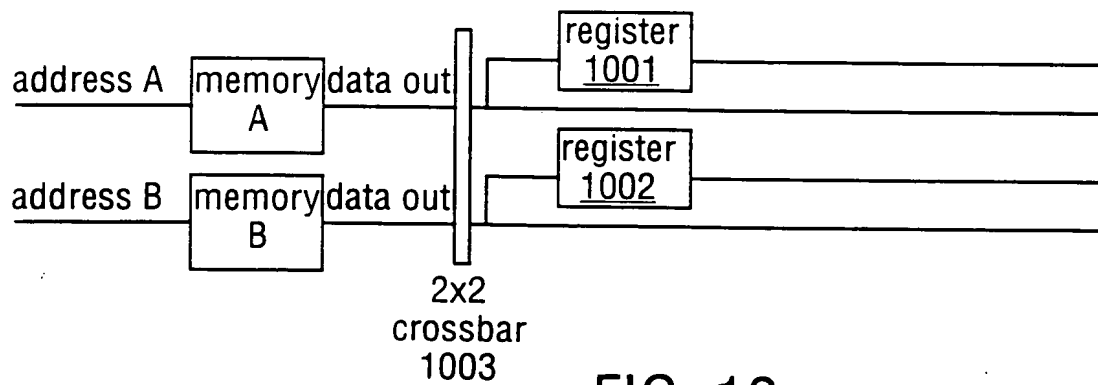 register
1001
address A
memory
A
data out
register
1002
address B
memory
B
data out
2x2
crossbar
1003